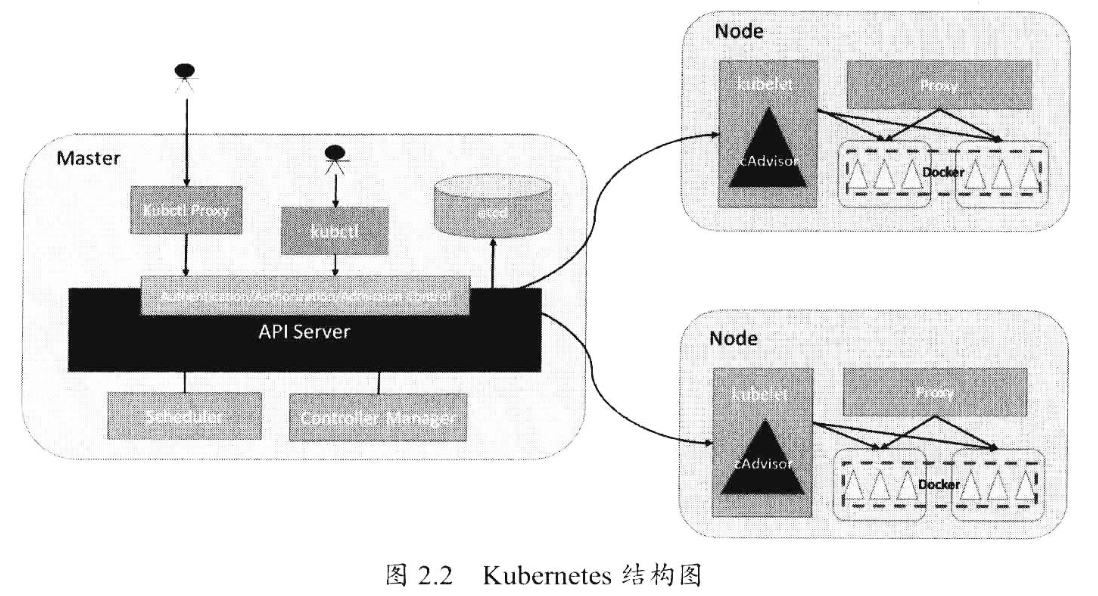 Master
Kubctl Proxy
kubctl
etcd
Authentication/Authorization/Admission Control
API Server
Scheduler
Controller Manager
Node
kubelet
cAdvisor
Proxy
Docker
Node
kubelet
cAdvisor
Proxy
Docker
图 2.2 Kubernetes 结构图